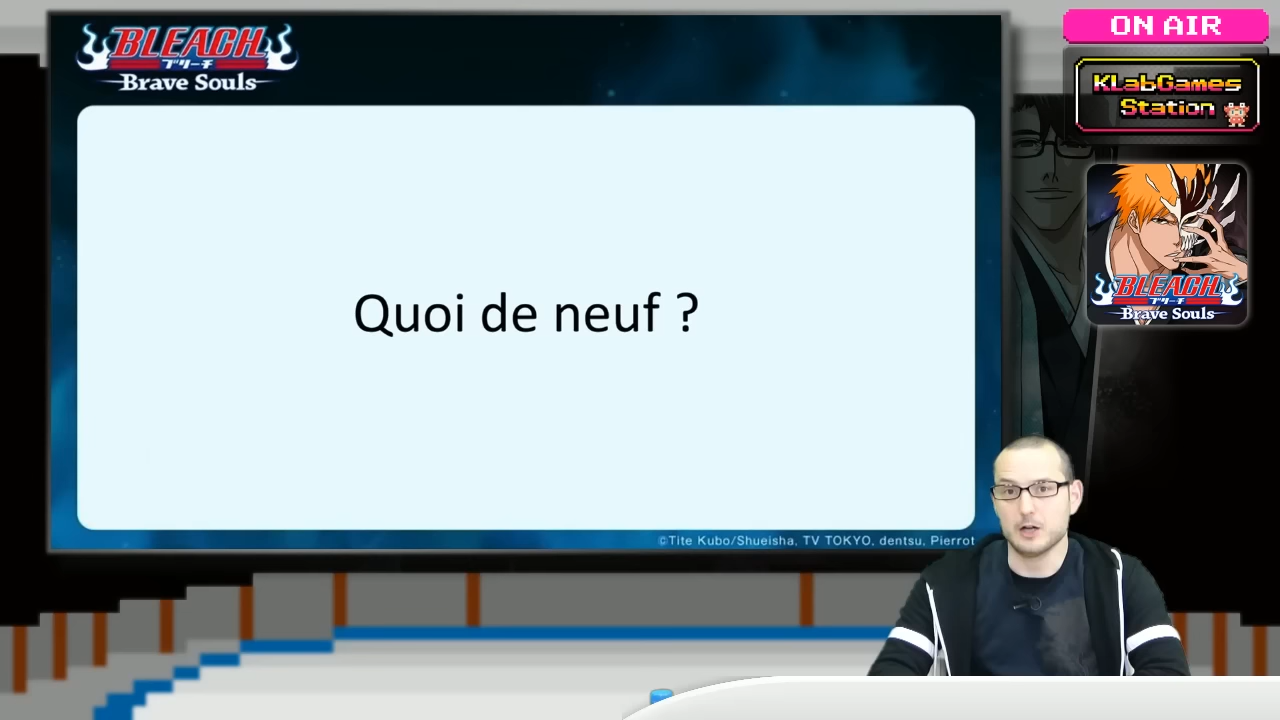 BLEACH
ブリーチ
Brave Souls
Quoi de neuf ?
©Tite Kubo/Shueisha, TV TOKYO, dentsu, Pierrot
ON AIR
KLabGames
Station
BLEACH
ブリーチ
Brave Souls